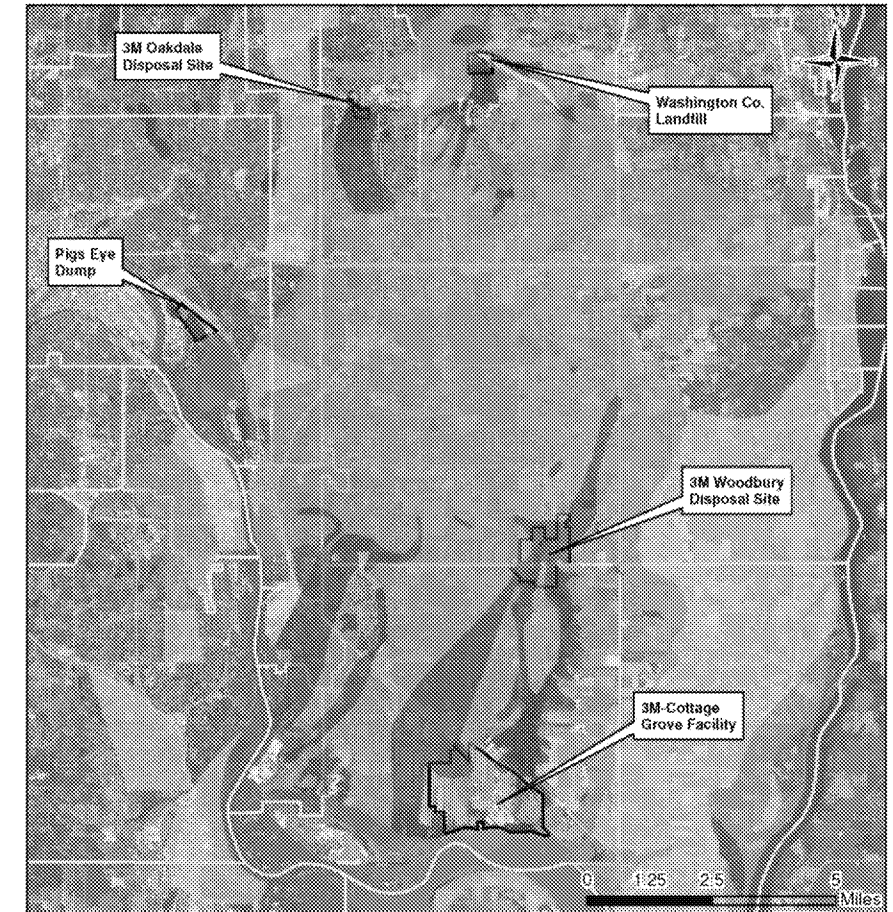 3M Oakdale
Disposal Site
Washington Co.
Landfill
Pigs Eye
Dump
3M Woodbury
Disposal Site
3M-Cottage
Grove Facility
0 1.25 2.5 5
Miles